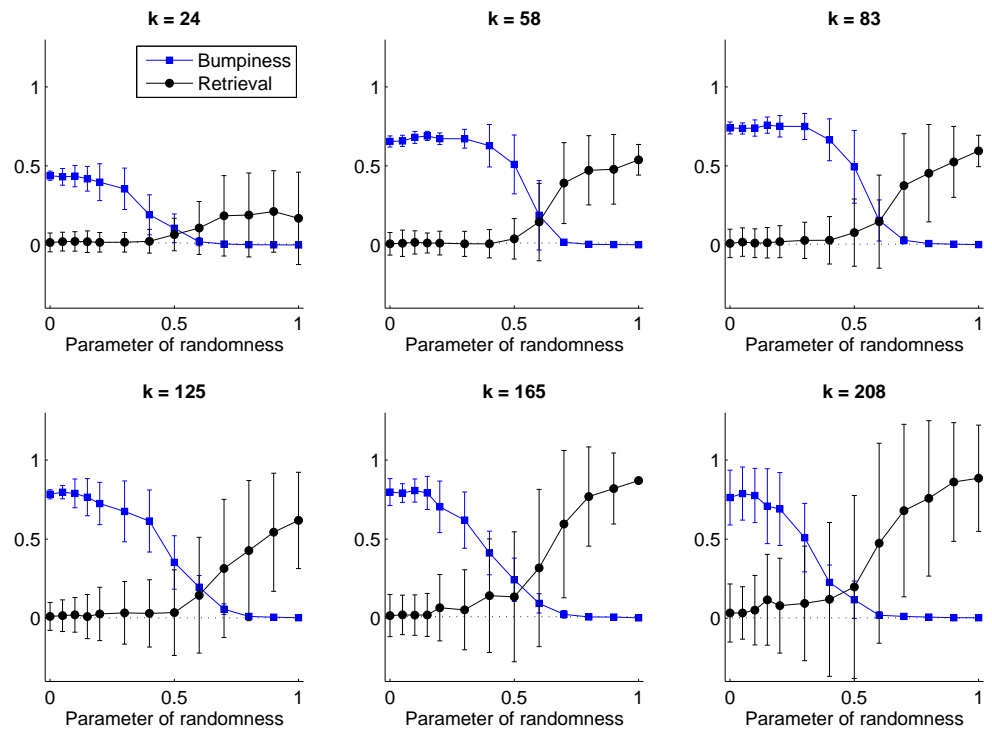 k = 24
k = 58
k = 83
Bumpiness
Retrieval
1
0.5
0
0
0.5
1
Parameter of randomness
1
0.5
0
0
0.5
1
Parameter of randomness
1
0.5
0
0
0.5
1
Parameter of randomness
k = 125
k = 165
k = 208
1
0.5
0
0
0.5
1
Parameter of randomness
1
0.5
0
0
0.5
1
Parameter of randomness
1
0.5
0
0
0.5
1
Parameter of randomness